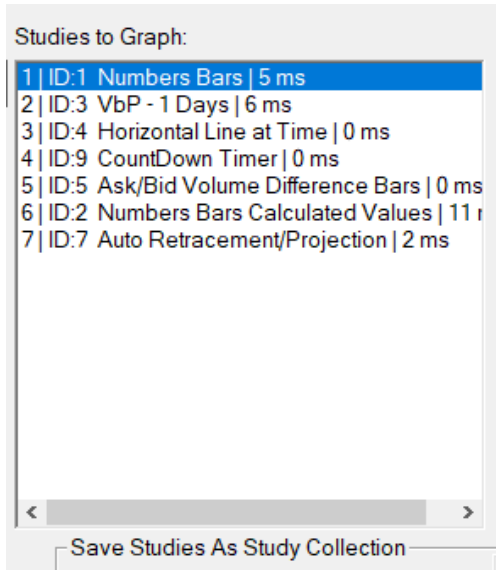 Studies to Graph:
1 | ID:1 Numbers Bars | 5 ms
2 | ID:3 VbP - 1 Days | 6 ms
3 | ID:4 Horizontal Line at Time | 0 ms
4 | ID:9 CountDown Timer | 0 ms
5 | ID:5 Ask/Bid Volume Difference Bars | 0 ms
6 | ID:2 Numbers Bars Calculated Values | 11
7 | ID:7 Auto Retracement/Projection | 2 ms
Save Studies As Study Collection